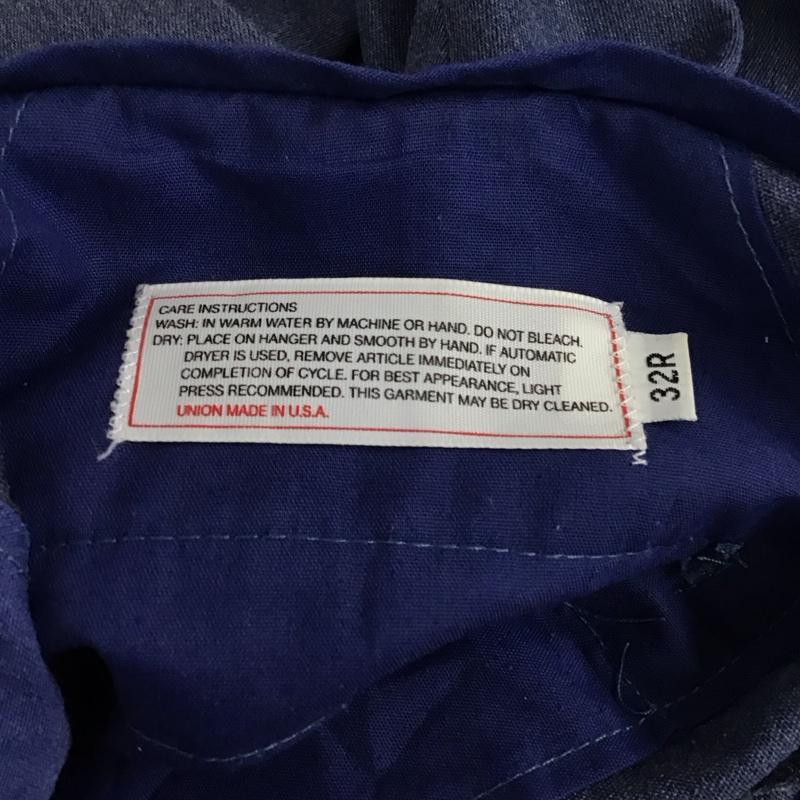 CARE INSTRUCTIONS
WASH: IN WARM WATER BY MACHINE OR HAND. DO NOT BLEACH.
DRY: PLACE ON HANGER AND SMOOTH BY HAND. IF AUTOMATIC
DRYER IS USED, REMOVE ARTICLE IMMEDIATELY ON
COMPLETION OF CYCLE. FOR BEST APPEARANCE, LIGHT
PRESS RECOMMENDED. THIS GARMENT MAY BE DRY CLEANED.
UNION MADE IN U.S.A.
32R